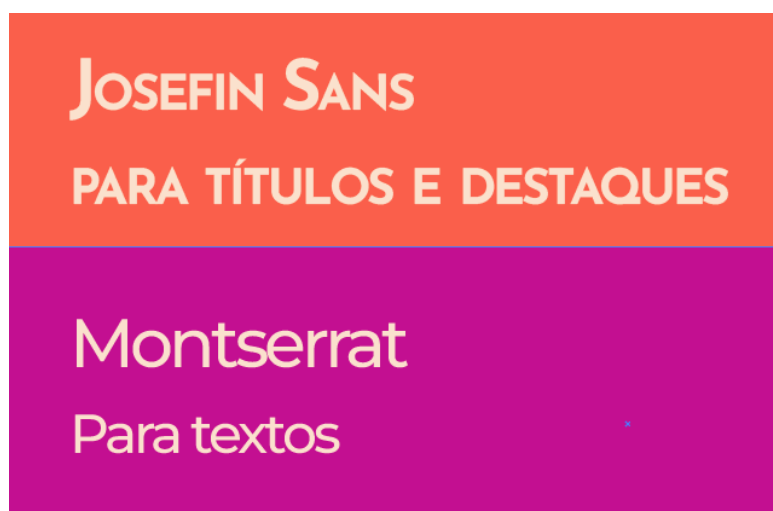 Josefin Sans
para títulos e destaques
Montserrat
Para textos